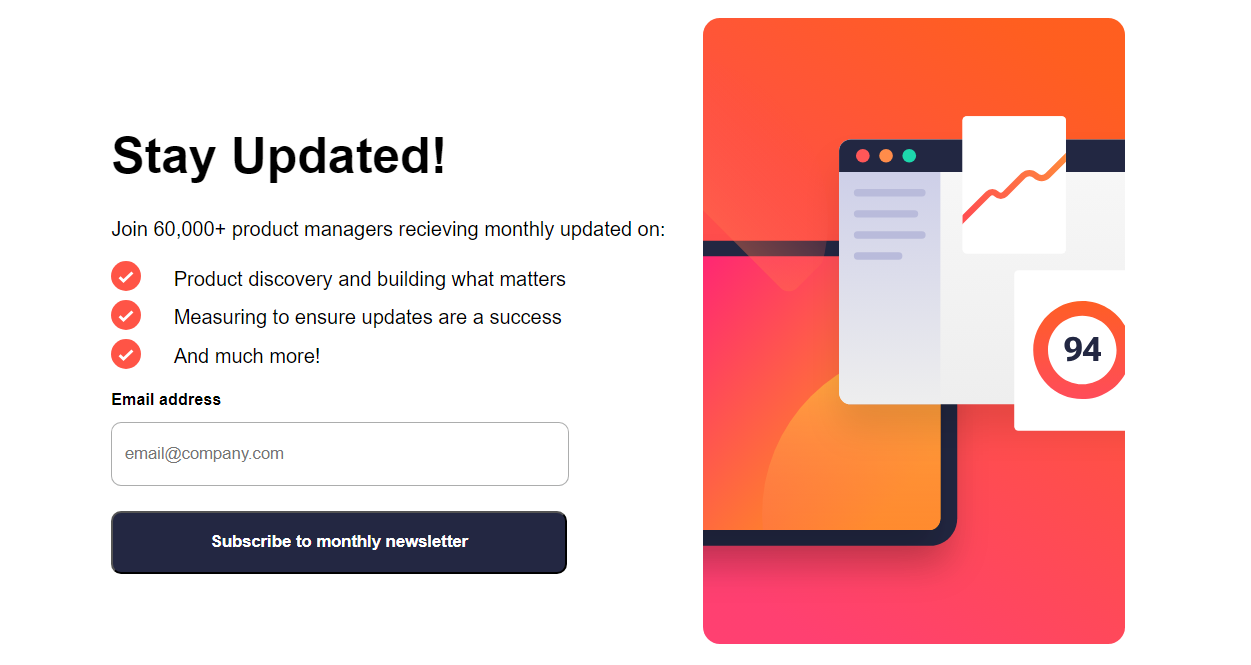 Stay Updated!
Join 60,000+ product managers recieving monthly updated on:
Product discovery and building what matters
Measuring to ensure updates are a success
And much more!
Email address
email@company.com
Subscribe to monthly newsletter
94